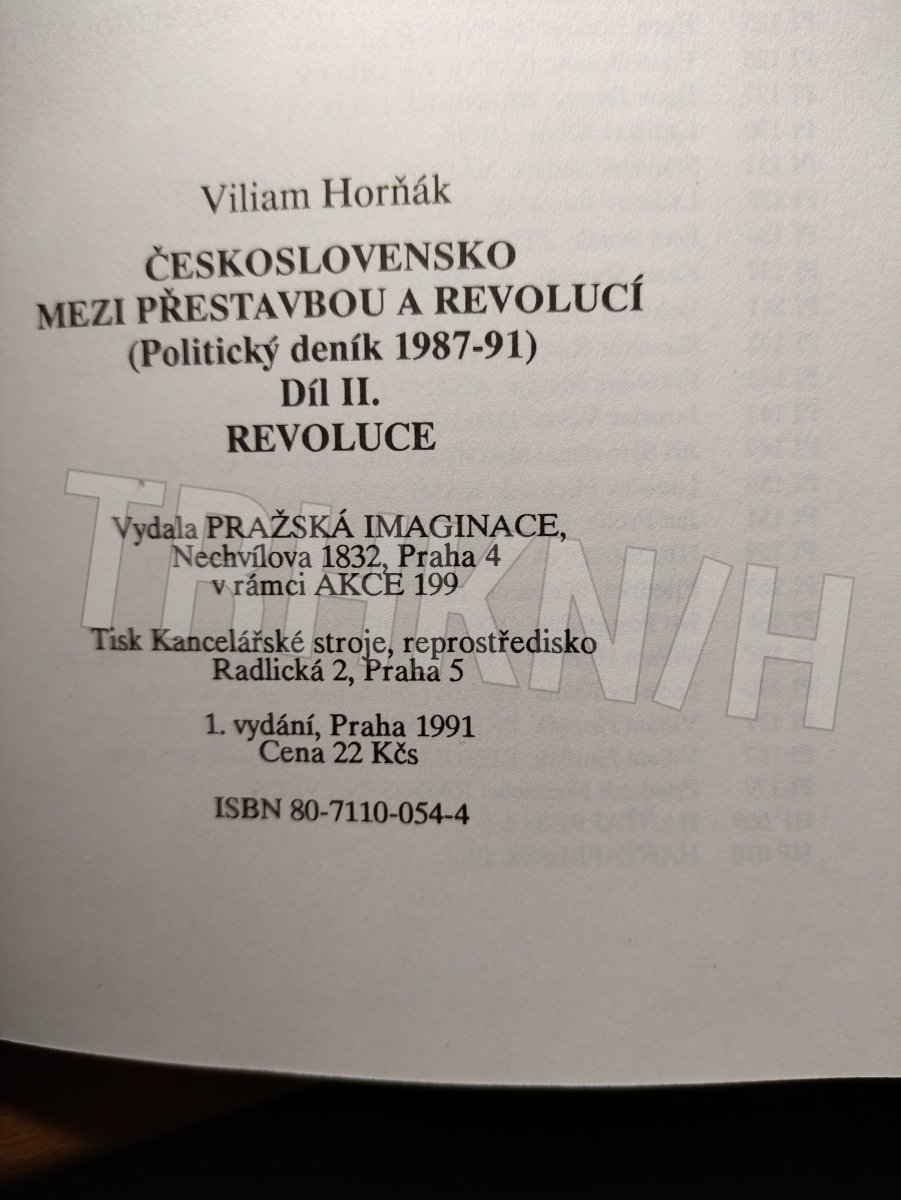 Viliam Horňák
ČESKOSLOVENSKO
MEZI PŘESTAVBOU A REVOLUCÍ
(Politický deník 1987-91)
Díl II.
REVOLUCE
Vydala PRAŽSKÁ IMAGINACE,
Nechvílova 1832, Praha 4
v rámci AKCE 199
Tisk Kancelářské stroje, reprostředisko
Radlická 2, Praha 5
1. vydání, Praha 1991
Cena 22 Kčs
ISBN 80-7110-054-4
TRHKNIH